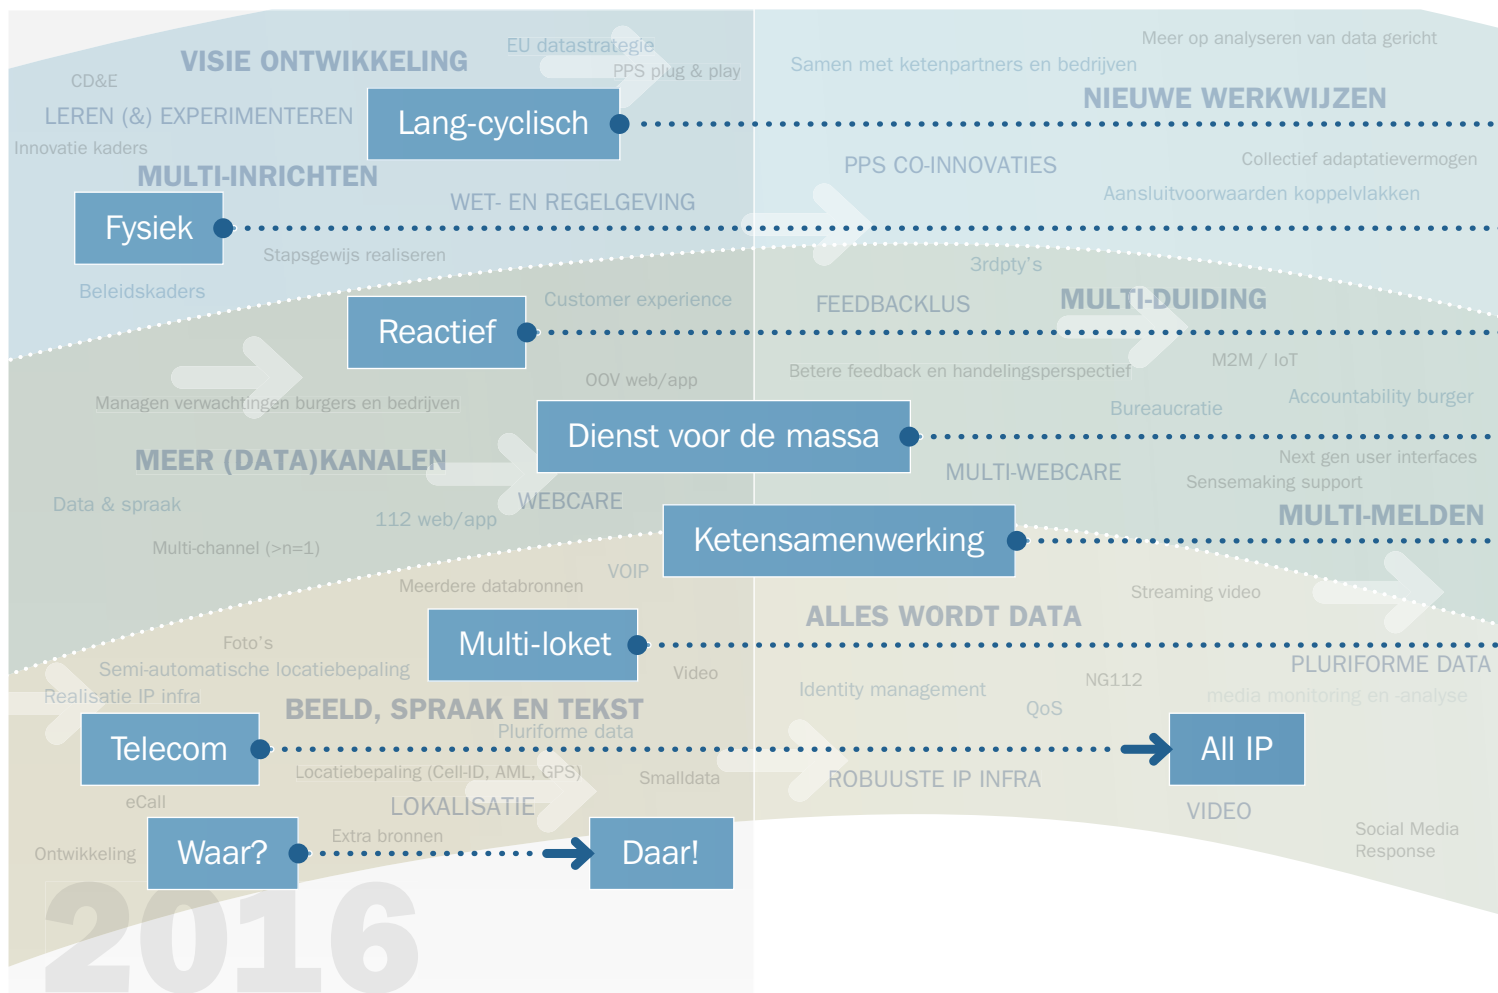 Meer op analyseren van data gericht
EU datastrategie
VISIE ONTWIKKELING
Samen met ketenpartners en bedrijven
PPS plug & play
CD&E
NIEUWE WERKWIJZEN
LEREN (&) EXPERIMENTEREN
Lang-cyclisch
Innovatie kaders
Collectief adaptatievermogen
PPS CO-INNOVATIES
MULTI-INRICHTEN
Aansluitvoorwaarden koppelvlakken
WET- EN REGELGEVING
Fysiek
Stapsgewijs realiseren
3rdpty's
Beleidskaders
Customer experience
MULTI-DUIDING
FEEDBACKLUS
Reactief
M2M / IoT
Betere feedback en handelingsperspectief
OOV web/app
Accountability burger
Managen verwachtingen burgers en bedrijven
Bureaucratie
Dienst voor de massa
Next gen user interfaces
MEER (DATA)KANALEN
MULTI-WEBCARE
Sensemaking support
WEBCARE
Data & spraak
MULTI-MELDEN
112 web/app
Ketensamenwerking
Multi-channel (>n=1)
VOIP
Meerdere databronnen
Streaming video
ALLES WORDT DATA
Foto's
Multi-loket
PLURIFORME DATA
Semi-automatische locatiebepaling
Video
NG112
Identity management
Realisatie IP infra
media monitoring en -analyse
BEELD, SPRAAK EN TEKST
QoS
Pluriforme data
Telecom
All IP
Locatiebepaling (Cell-ID, AML, GPS)
Smalldata
ROBUUSTE IP INFRA
eCall
LOKALISATIE
VIDEO
Extra bronnen
Social Media
Response
Ontwikkeling
Waar?
Daar!
2016